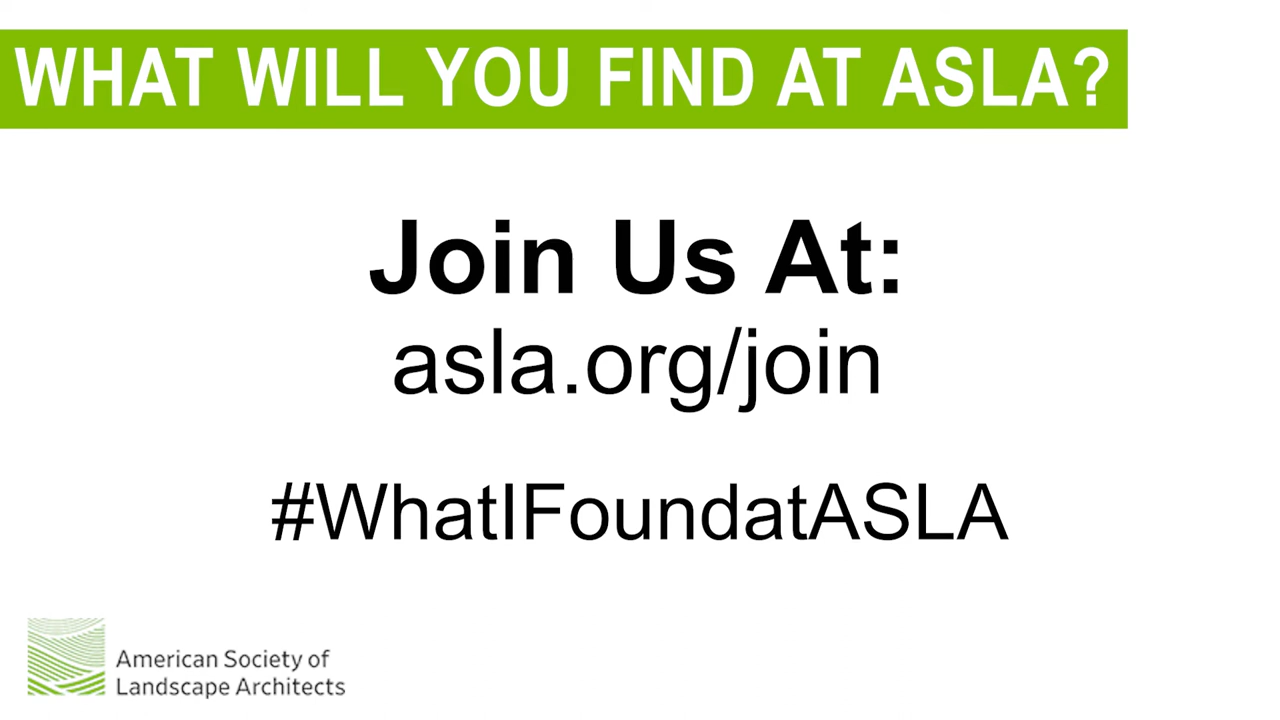 WHAT WILL YOU FIND AT ASLA?
Join Us At:
asla.org/join
#WhatIFoundatASLA
American Society of
Landscape Architects